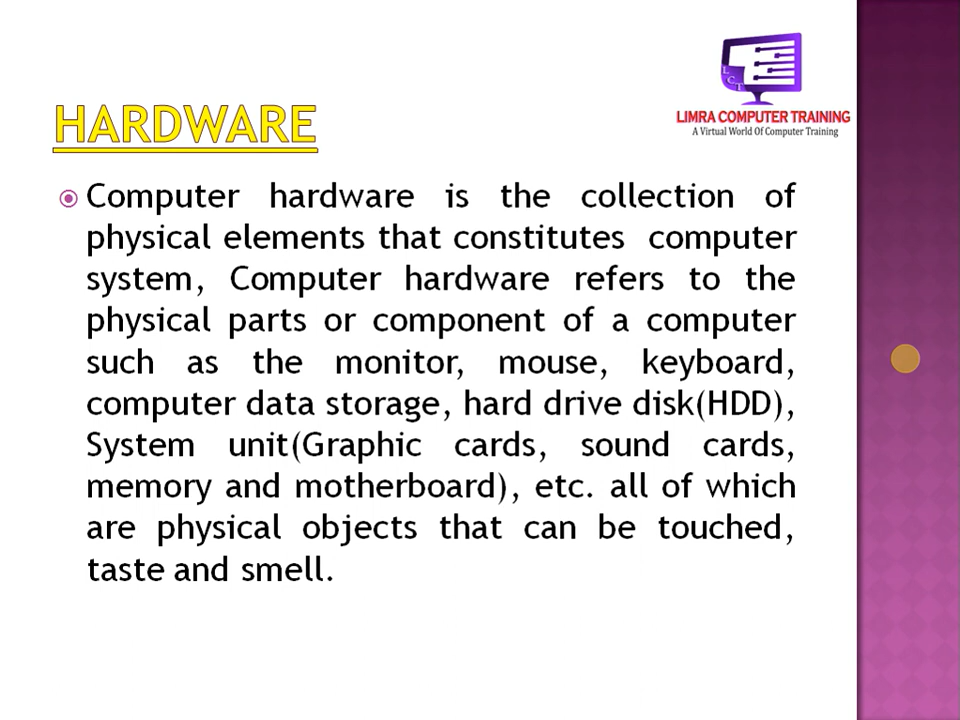 LCT
LIMRA COMPUTER TRAINING
A Virtual World Of Computer Training
HARDWARE
Computer hardware is the collection of
physical elements that constitutes computer
system, Computer hardware refers to the
physical parts or component of a computer
such as the monitor, mouse, keyboard,
computer data storage, hard drive disk(HDD),
System unit(Graphic cards, sound cards,
memory and motherboard), etc. all of which
are physical objects that can be touched,
taste and smell.